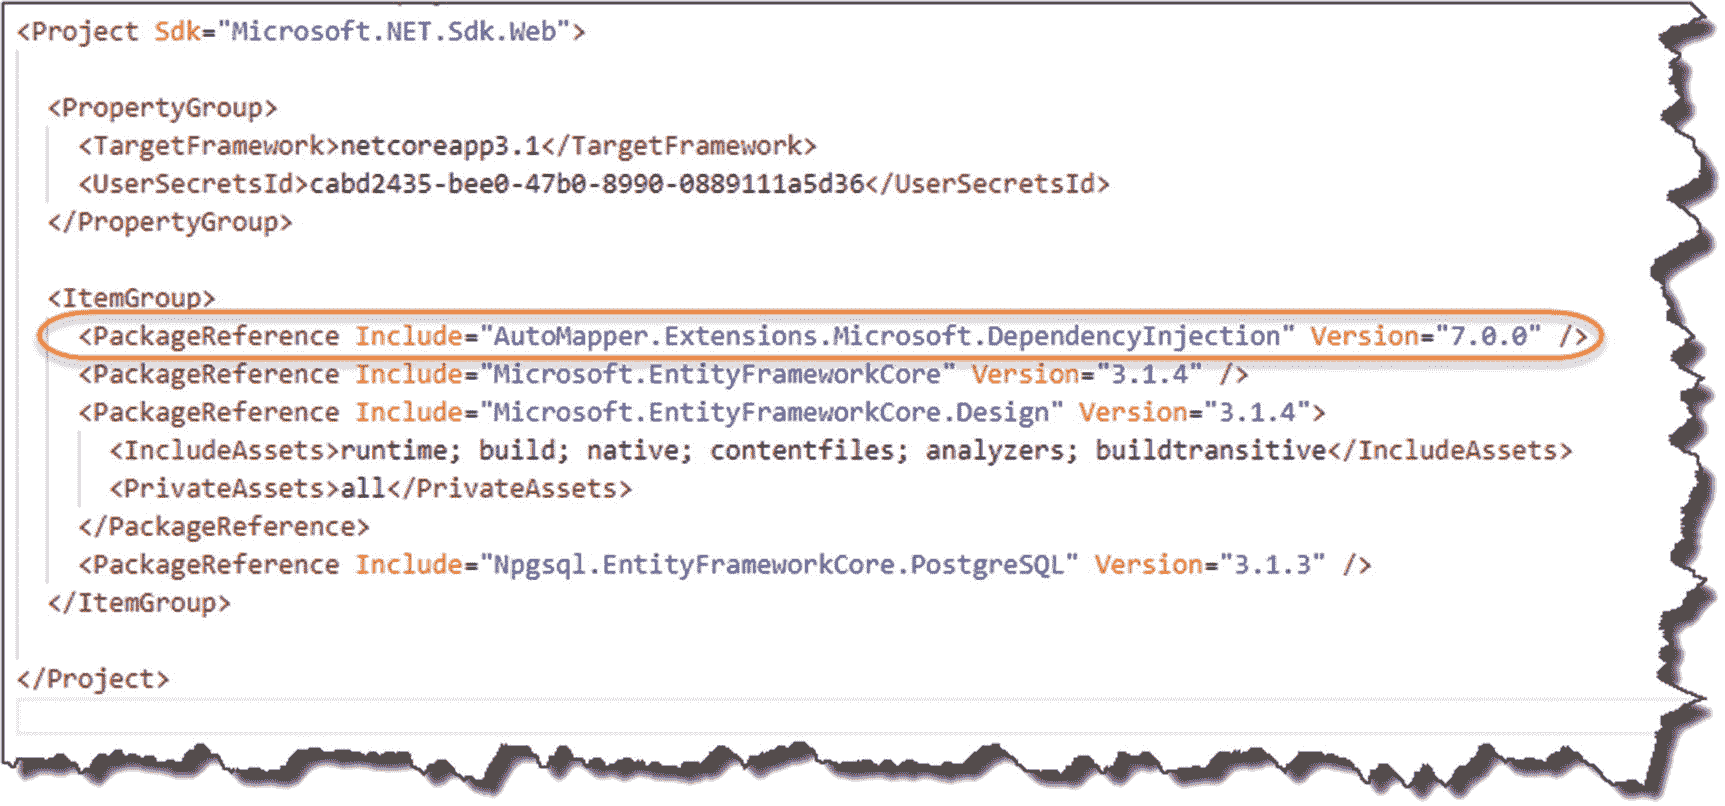 <Project Sdk="Microsoft.NET.Sdk.Web">
<PropertyGroup>
<TargetFramework>netcoreapp3.1</TargetFramework>
<UserSecretsId>cabd2435-bee0-47b0-8990-0889111a5d36</UserSecretsId>
</PropertyGroup>
<ItemGroup>
<PackageReference Include="AutoMapper.Extensions.Microsoft.DependencyInjection" Version="7.0.0" />
<PackageReference Include="Microsoft.EntityFrameworkCore" Version="3.1.4" />
<PackageReference Include="Microsoft.EntityFrameworkCore.Design" Version="3.1.4">
<IncludeAssets>runtime; build; native; contentfiles; analyzers; buildtransitive</IncludeAssets>
<PrivateAssets>all</PrivateAssets>
</PackageReference>
<PackageReference Include="Npgsql.EntityFrameworkCore.PostgreSQL" Version="3.1.3" />
</ItemGroup>
</Project>